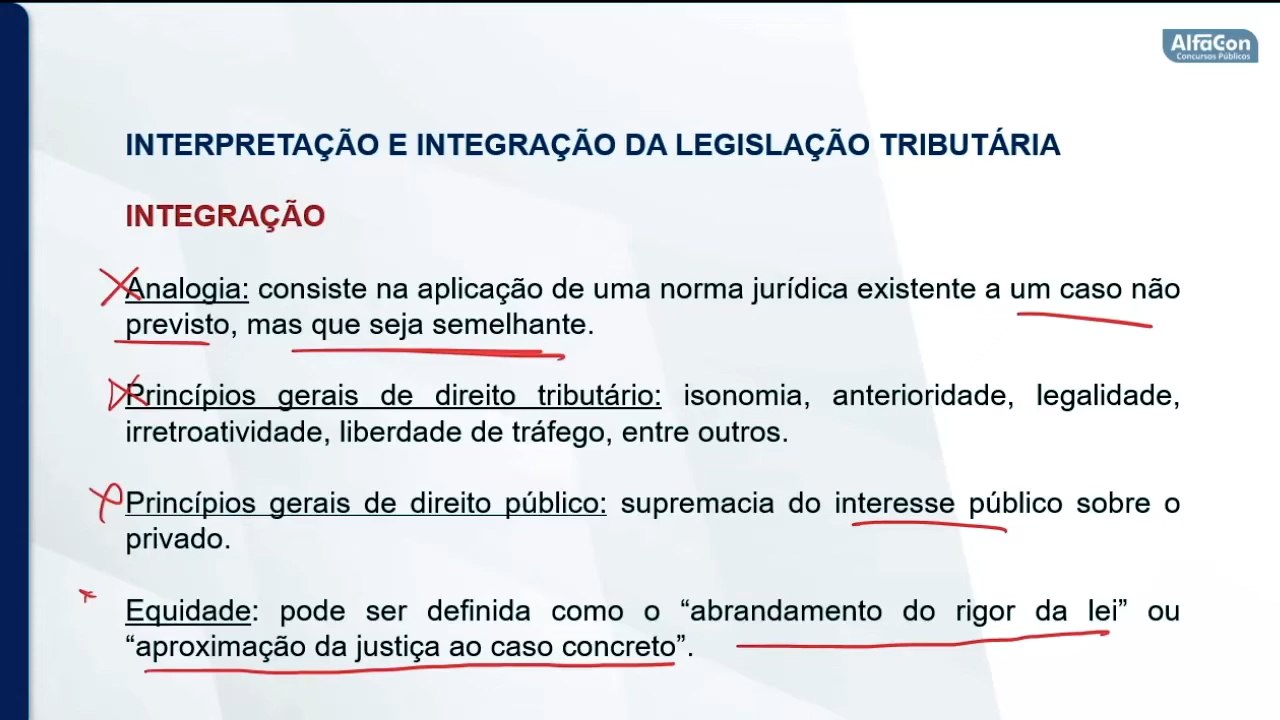 AlfaCon
Concursos Públicos
INTERPRETAÇÃO E INTEGRAÇÃO DA LEGISLAÇÃO TRIBUTÁRIA
INTEGRAÇÃO
Analogia: consiste na aplicação de uma norma jurídica existente a um caso não
previsto, mas que seja semelhante.
Princípios gerais de direito tributário: isonomia, anterioridade, legalidade,
irretroatividade, liberdade de tráfego, entre outros.
Princípios gerais de direito público: supremacia do interesse público sobre o
privado.
Equidade: pode ser definida como o “abrandamento do rigor da lei” ou
“aproximação da justiça ao caso concreto”.